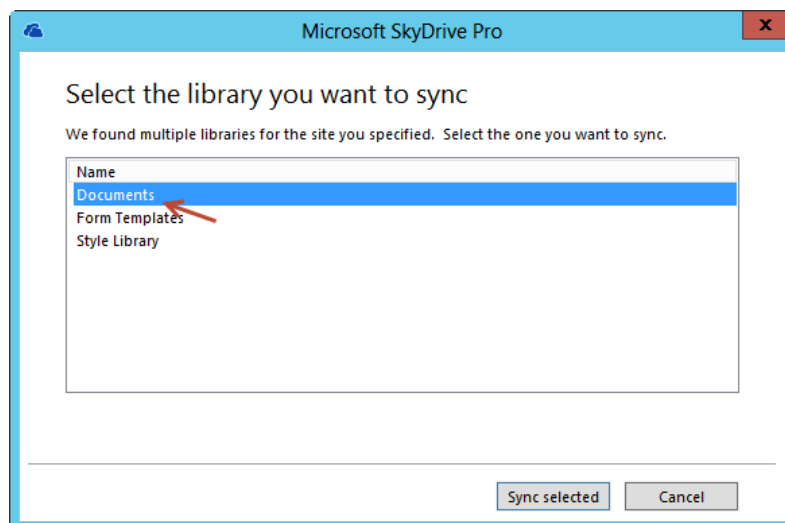 Microsoft SkyDrive Pro
x
Select the library you want to sync
We found multiple libraries for the site you specified. Select the one you want to sync.
Name
Documents
Form Templates
Style Library
Sync selected
Cancel